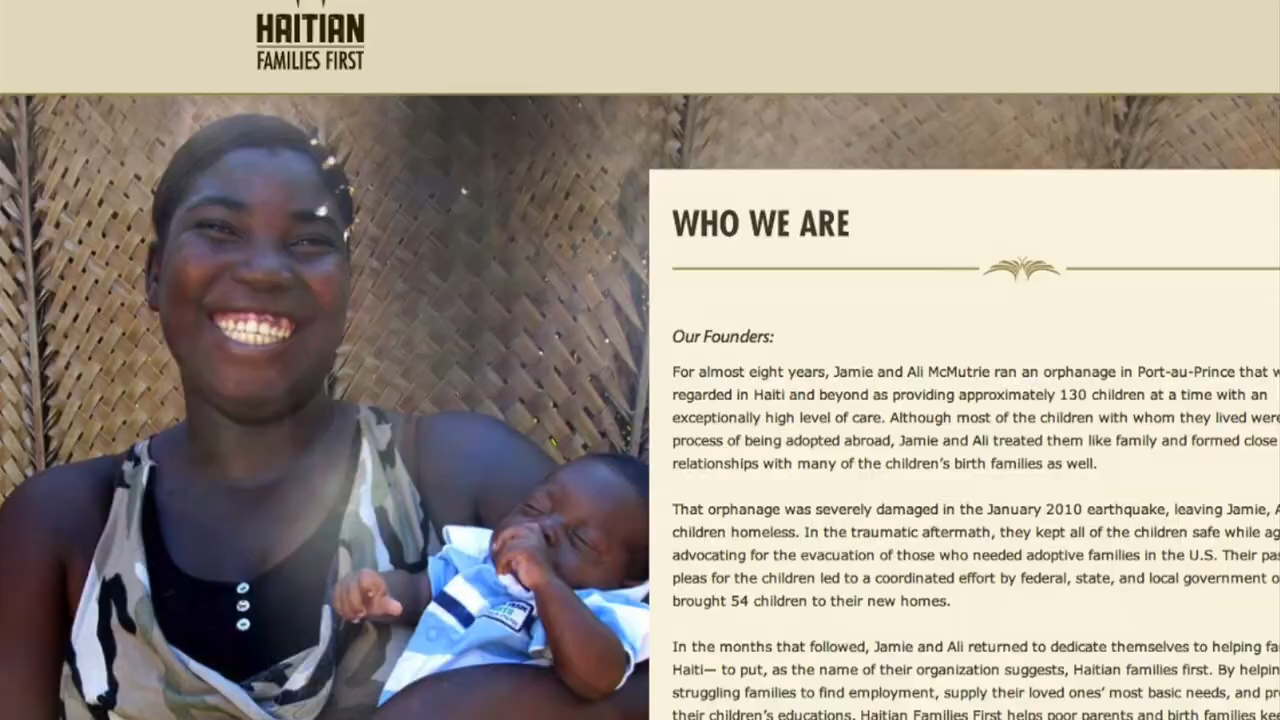 HAITIAN
FAMILIES FIRST
WHO WE ARE
Our Founders:
For almost eight years, Jamie and Ali McMutrie ran an orphanage in Port-au-Prince that
regarded in Haiti and beyond as providing approximately 130 children at a time with an
exceptionally high level of care. Although most of the children with whom they lived were
process of being adopted abroad, Jamie and Ali treated them like family and formed close
relationships with many of the children's birth families as well.
That orphanage was severely damaged in the January 2010 earthquake, leaving Jamie,
children homeless. In the traumatic aftermath, they kept all of the children safe while
advocating for the evacuation of those who needed adoptive families in the U.S. Their
pleas for the children led to a coordinated effort by federal, state, and local government
brought 54 children to their new homes.
In the months that followed, Jamie and Ali returned to dedicate themselves to helping
Haiti— to put, as the name of their organization suggests, Haitian families first. By
struggling families to find employment, supply their loved ones' most basic needs, and
their children's educations, Haitian Families First helps poor parents and birth families